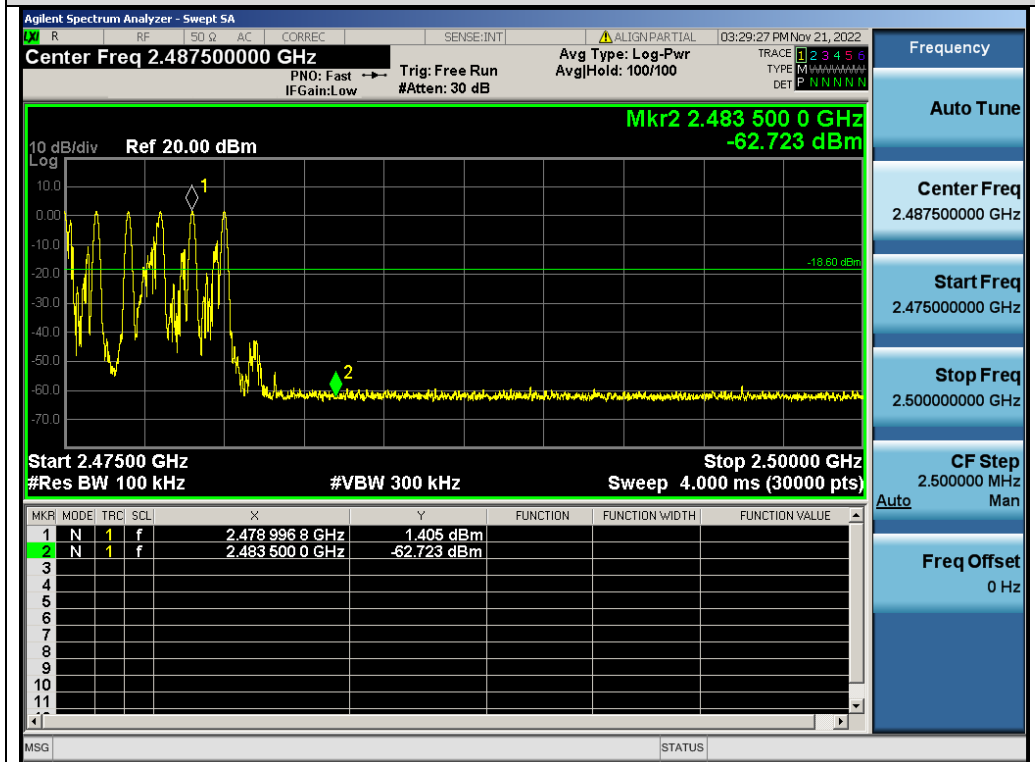 Agilent Spectrum Analyzer - Swept SA
LXI R RF 50 Ω AC CORREC SENSE:INT ALIGN PARTIAL 03:29:27 PM Nov 21, 2022
Center Freq 2.487500000 GHz
PNO: Fast
IFGain:Low
Trig: Free Run
#Atten: 30 dB
Avg Type: Log-Pwr
Avg|Hold: 100/100
TRACE 1 2 3 4 5 6
TYPE M WWWWW
DET P N N N N N
Mkr2 2.483 500 0 GHz
-62.723 dBm
10 dB/div Ref 20.00 dBm
Log
10.0
0.00
-10.0
-20.0
-30.0
-40.0
-50.0
-60.0
-70.0
1
2
-18.60 dBm
Start 2.47500 GHz Stop 2.50000 GHz
#Res BW 100 kHz #VBW 300 kHz Sweep 4.000 ms (30000 pts)
MKR MODE TRC SCL X Y FUNCTION FUNCTION WIDTH FUNCTION VALUE
1 N 1 f 2.478 996 8 GHz 1.405 dBm
2 N 1 f 2.483 500 0 GHz -62.723 dBm
3
4
5
6
7
8
9
10
11
MSG STATUS
Frequency
Auto Tune
Center Freq
2.487500000 GHz
Start Freq
2.475000000 GHz
Stop Freq
2.500000000 GHz
CF Step
2.500000 MHz
Auto Man
Freq Offset
0 Hz